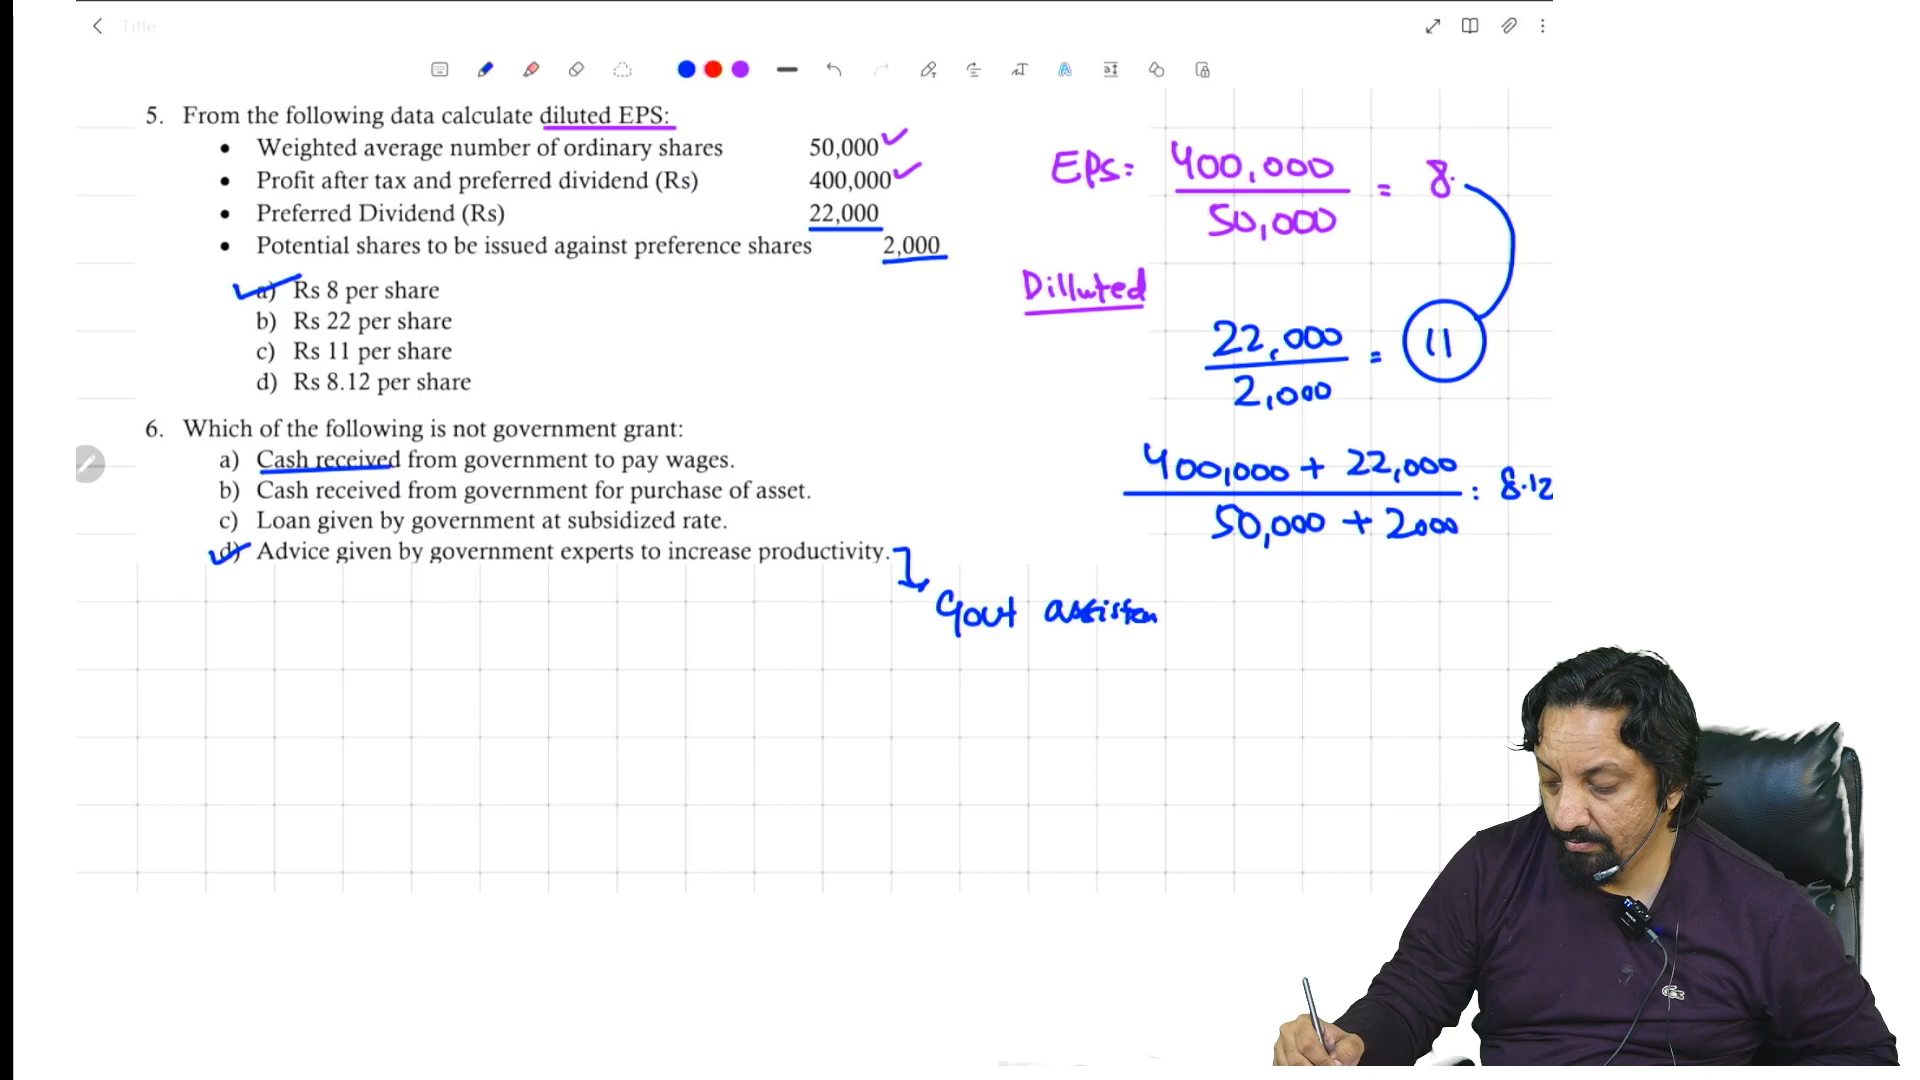 Title
5. From the following data calculate diluted EPS:
• Weighted average number of ordinary shares 50,000
• Profit after tax and preferred dividend (Rs) 400,000
• Preferred Dividend (Rs) 22,000
• Potential shares to be issued against preference shares 2,000
a) Rs 8 per share
b) Rs 22 per share
c) Rs 11 per share
d) Rs 8.12 per share
6. Which of the following is not government grant:
a) Cash received from government to pay wages.
b) Cash received from government for purchase of asset.
c) Loan given by government at subsidized rate.
d) Advice given by government experts to increase productivity.
Govt
EPS = 400,000
50,000
= 8.
Dilluted
22,000
2,000
= 11
400,000 + 22,000
50,000 + 2000
: 8.12